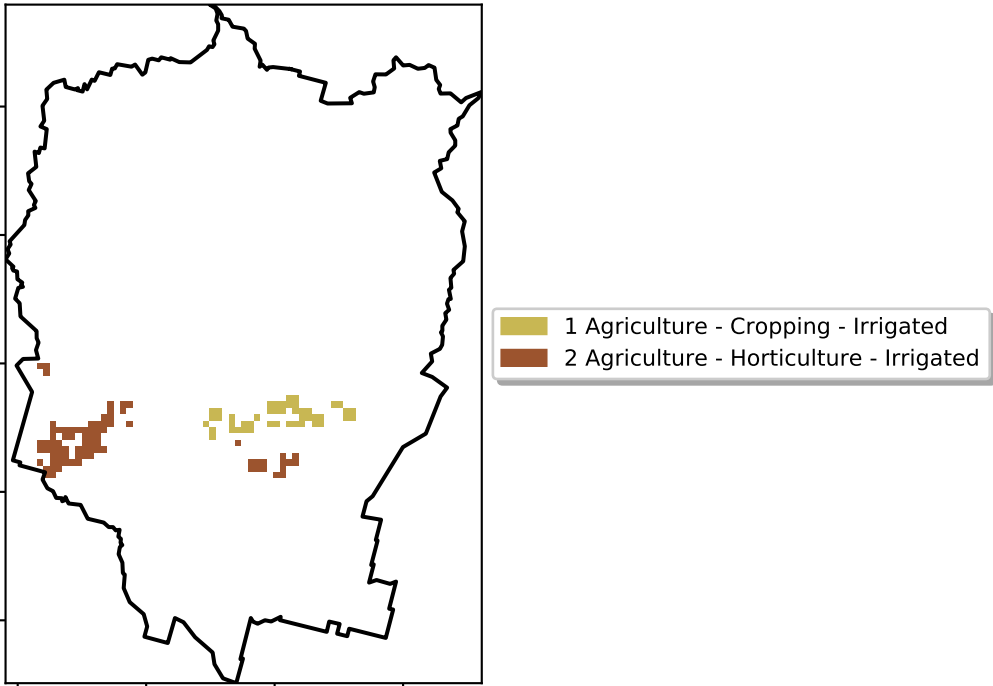 1 Agriculture - Cropping - Irrigated
2 Agriculture - Horticulture - Irrigated